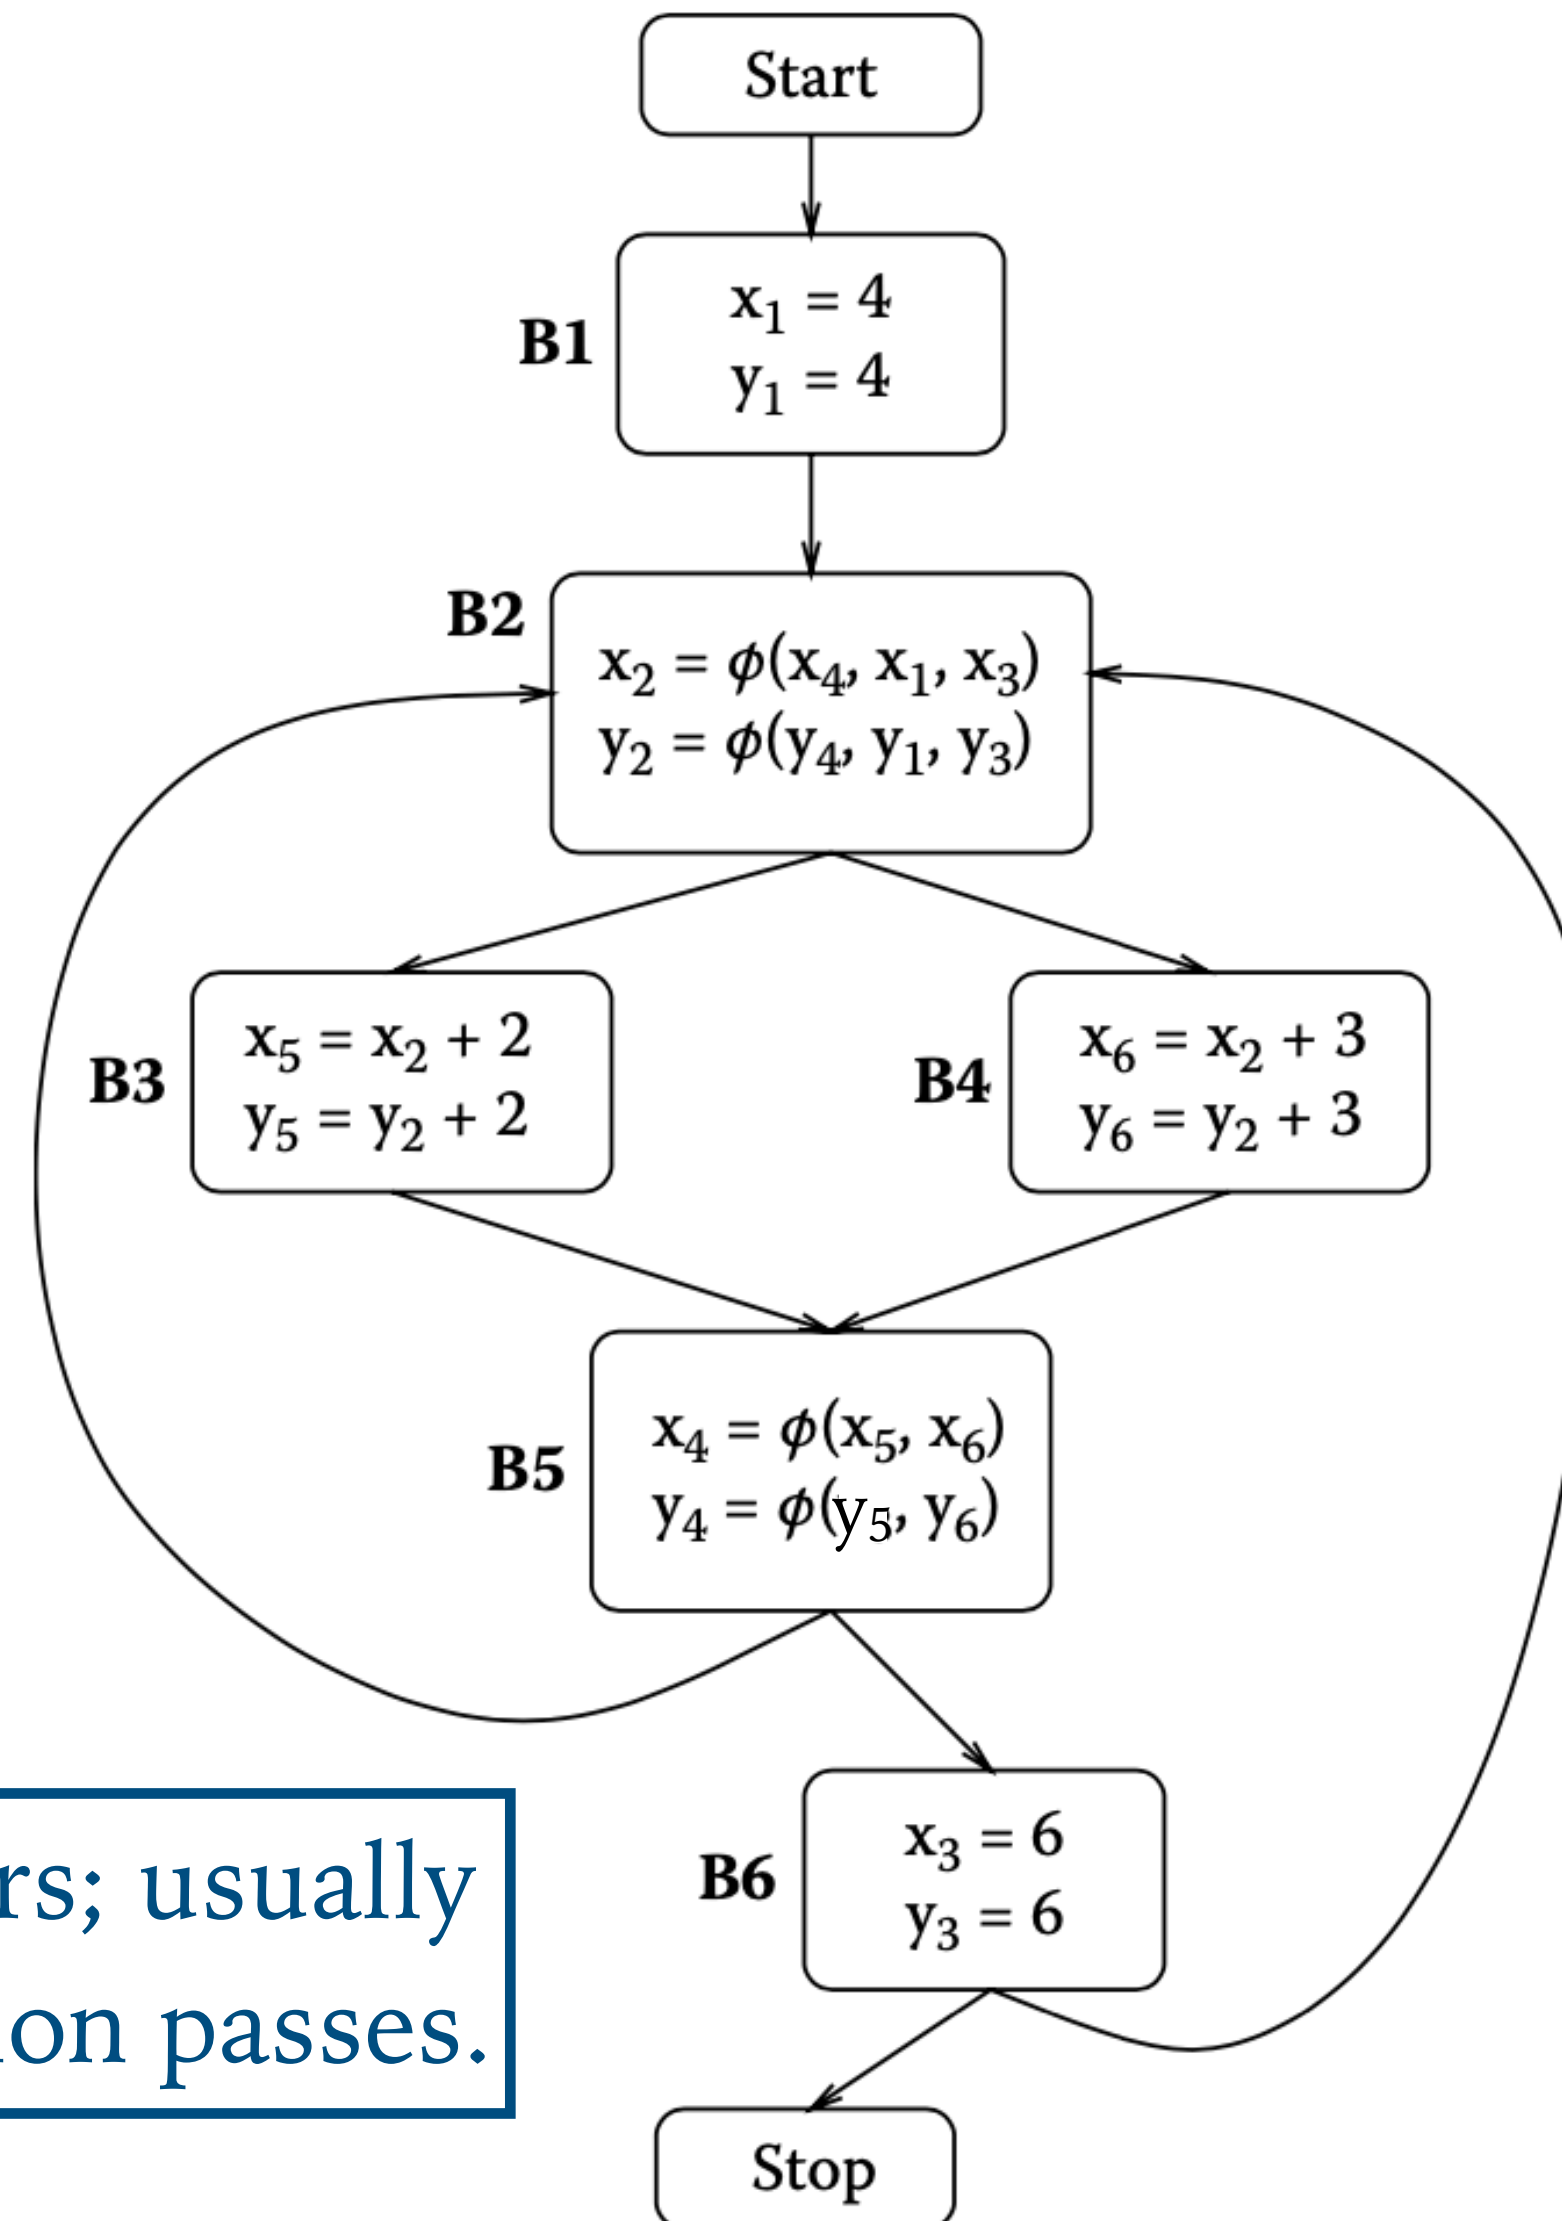 Start
B1
x₁ = 4
y₁ = 4
B2
x₂ = ϕ(x₄, x₁, x₃)
y₂ = ϕ(y₄, y₁, y₃)
B3
x₅ = x₂ + 2
y₅ = y₂ + 2
B4
x₆ = x₂ + 3
y₆ = y₂ + 3
B5
x₄ = ϕ(x₅, x₆)
y₄ = ϕ(y₅, y₆)
B6
x₃ = 6
y₃ = 6
rs; usually
on passes.
Stop